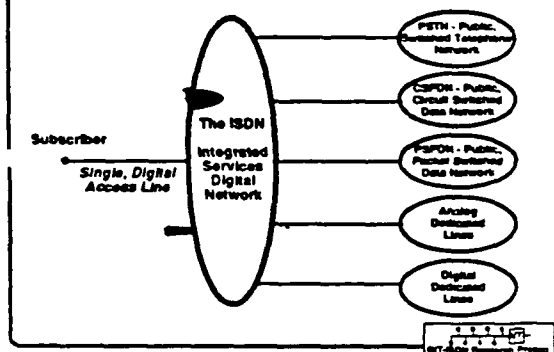 Subscriber
Single, Digital
Access Line
The ISDN
Integrated
Services
Digital
Network
PSTN - Public,
Switched Telephone
Network
CSPDN - Public,
Circuit Switched
Data Network
PSPDN - Public,
Packet Switched
Data Network
Analog
Dedicated
Lines
Digital
Dedicated
Lines